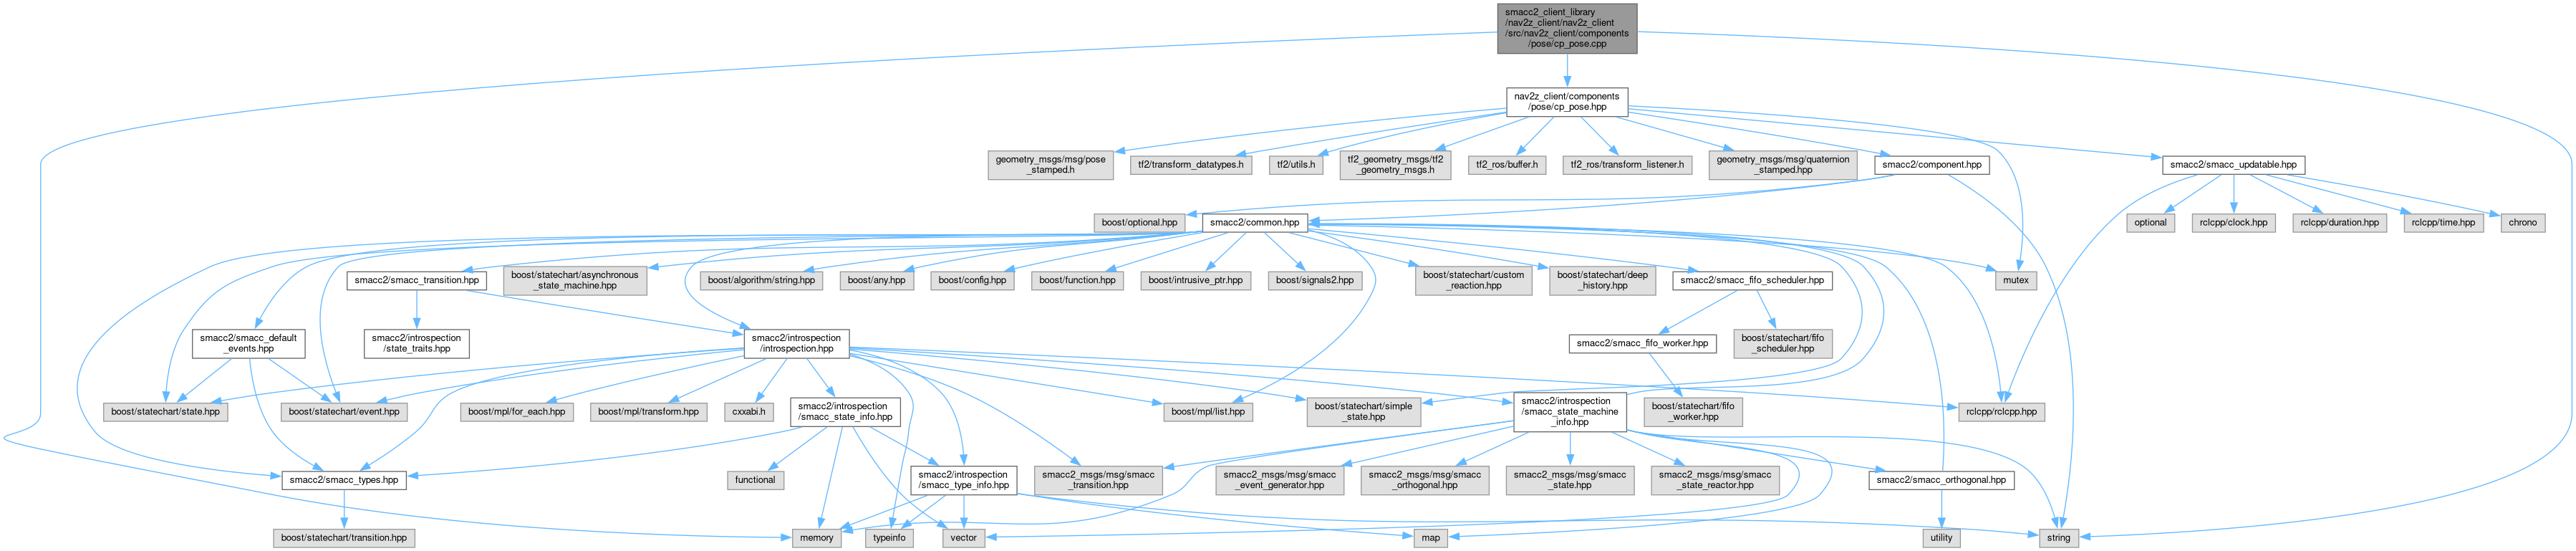 smacc2_client_library
/nav2z_client/nav2z_client
/src/nav2z_client/components
/pose/cp_pose.cpp
nav2z_client/components
/pose/cp_pose.hpp
geometry_msgs/msg/pose
_stamped.h
tf2/transform_datatypes.h
tf2/utils.h
tf2_geometry_msgs/tf2
_geometry_msgs.h
tf2_ros/buffer.h
tf2_ros/transform_listener.h
geometry_msgs/msg/quaternion
_stamped.hpp
smacc2/component.hpp
smacc2/smacc_updatable.hpp
boost/optional.hpp
smacc2/common.hpp
optional
rclcpp/clock.hpp
rclcpp/duration.hpp
rclcpp/time.hpp
chrono
smacc2/smacc_transition.hpp
boost/statechart/asynchronous
_state_machine.hpp
boost/algorithm/string.hpp
boost/any.hpp
boost/config.hpp
boost/function.hpp
boost/intrusive_ptr.hpp
boost/signals2.hpp
boost/statechart/custom
_reaction.hpp
boost/statechart/deep
_history.hpp
smacc2/smacc_fifo_scheduler.hpp
mutex
smacc2/smacc_default
_events.hpp
smacc2/introspection
/state_traits.hpp
smacc2/introspection
/introspection.hpp
smacc2/smacc_fifo_worker.hpp
boost/statechart/fifo
_scheduler.hpp
boost/statechart/state.hpp
boost/statechart/event.hpp
boost/mpl/for_each.hpp
boost/mpl/transform.hpp
cxxabi.h
smacc2/introspection
/smacc_state_info.hpp
boost/mpl/list.hpp
boost/statechart/simple
_state.hpp
smacc2/introspection
/smacc_state_machine
_info.hpp
boost/statechart/fifo
_worker.hpp
rclcpp/rclcpp.hpp
smacc2/smacc_types.hpp
functional
smacc2/introspection
/smacc_type_info.hpp
smacc2_msgs/msg/smacc
_transition.hpp
smacc2_msgs/msg/smacc
_event_generator.hpp
smacc2_msgs/msg/smacc
_orthogonal.hpp
smacc2_msgs/msg/smacc
_state.hpp
smacc2_msgs/msg/smacc
_state_reactor.hpp
smacc2/smacc_orthogonal.hpp
boost/statechart/transition.hpp
memory
typeinfo
vector
map
utility
string